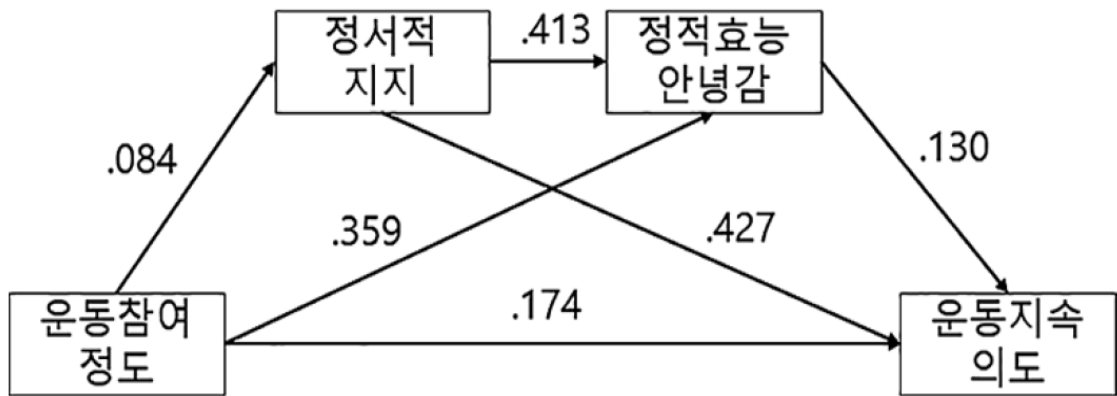 정서적
지지
.413
정적효능
안녕감
.084
.130
.359
.427
.174
운동참여
정도
운동지속
의도